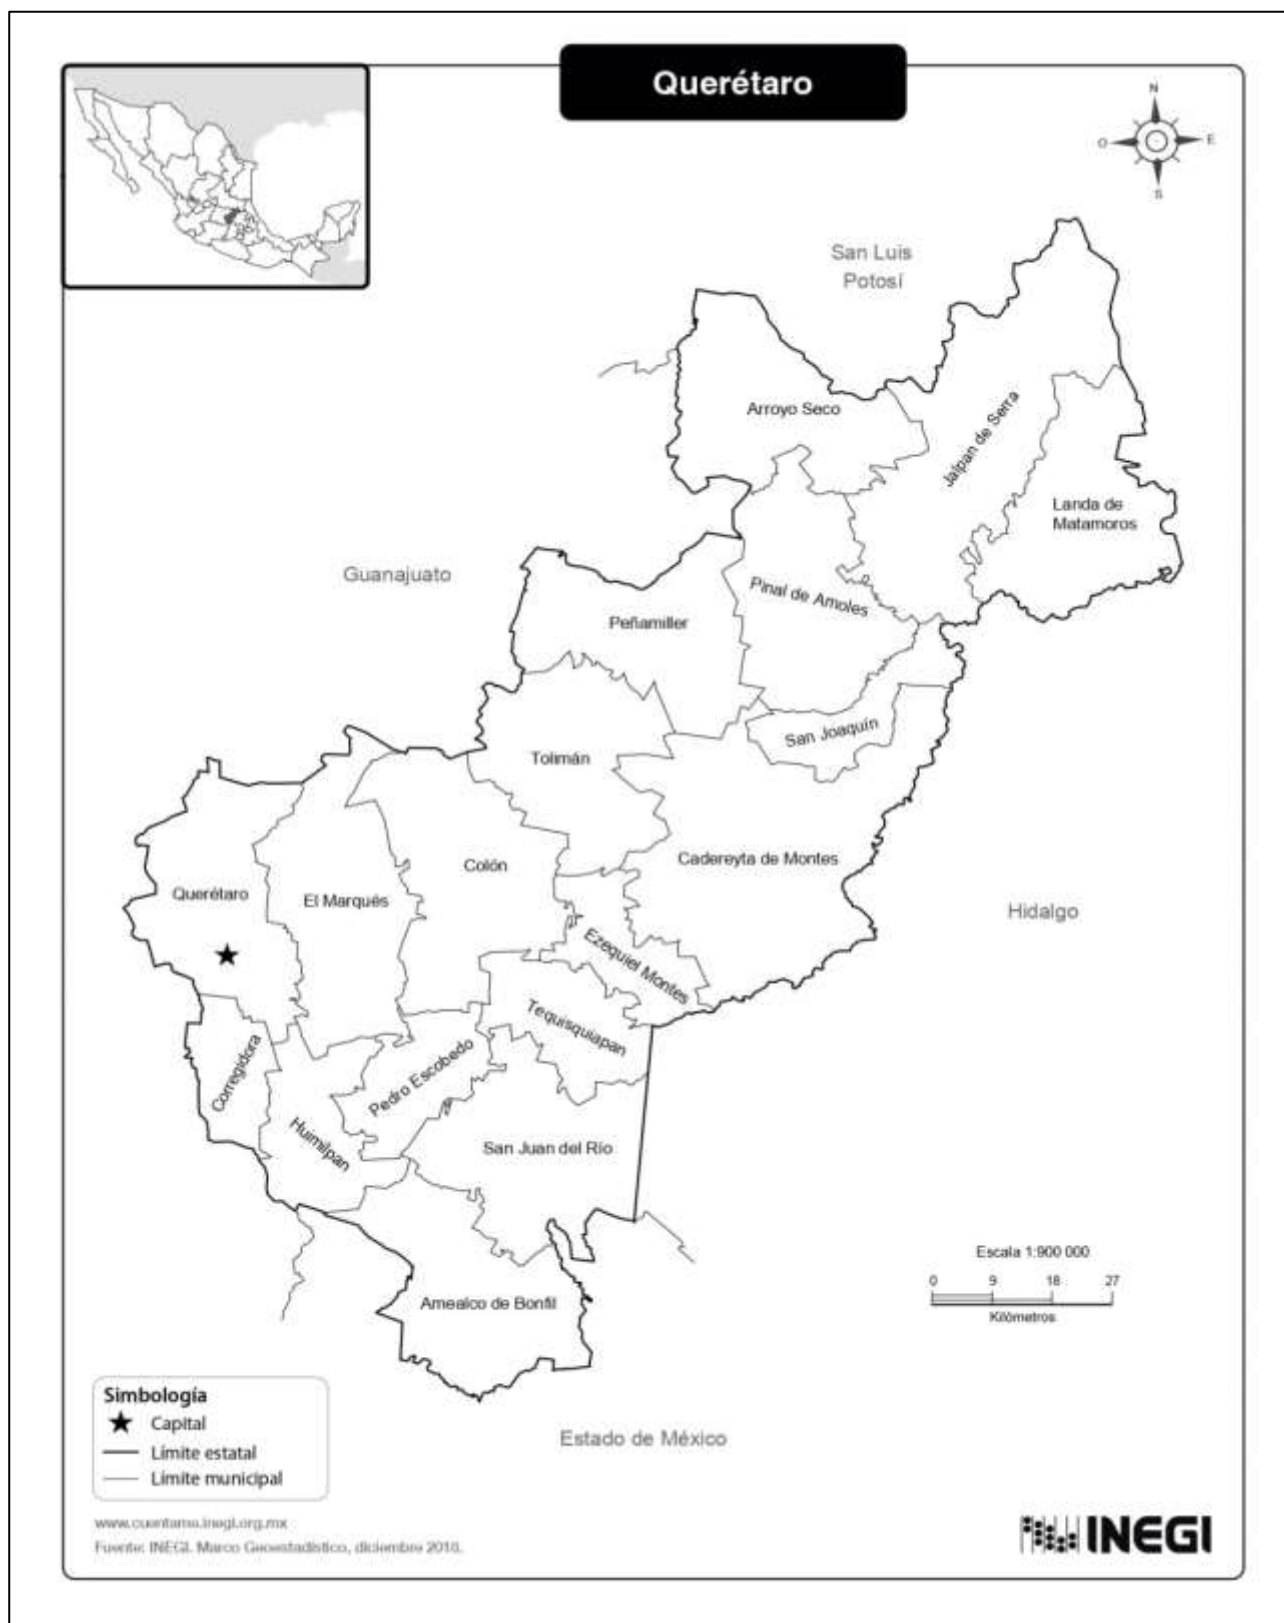 Querétaro
N
O
E
S
San Luis
Potosí
Arroyo Seco
Jalpan de Serra
Landa de
Matamoros
Guanajuato
Pinal de Amoles
Peñamiller
San Joaquín
Tolimán
Cadereyta de Montes
Colón
Querétaro
El Marqués
Hidalgo
Ezequiel Montes
Tequisquiapan
Corregidora
Pedro Escobedo
Huimilpan
San Juan del Río
Escala 1:900 000
0 9 18 27
Kilómetros
Amealco de Bonfil
Simbología
Capital
Límite estatal
Límite municipal
Estado de México
www.cuentame.inegi.org.mx
Fuente: INEGI. Marco Geoestadístico, diciembre 2018.
INEGI